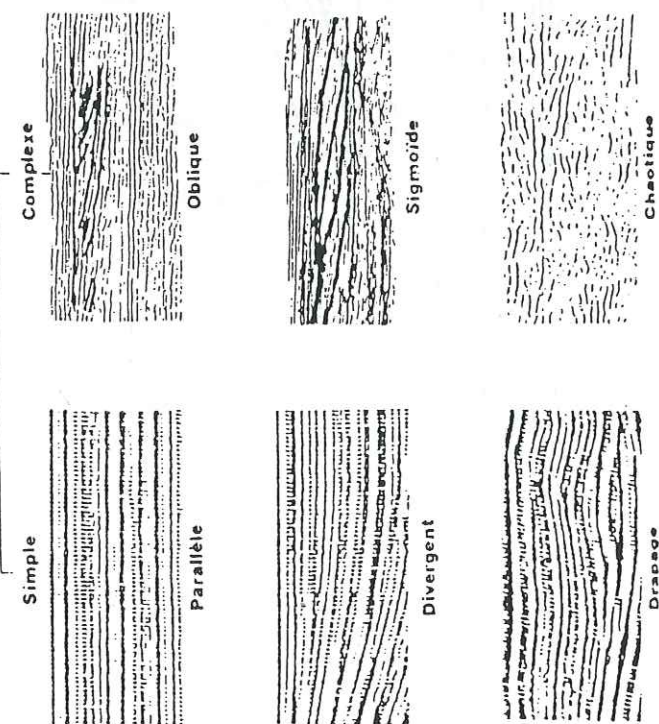 Simple
Complexe
Parallèle
Oblique
Divergent
Sigmoïde
Drapage
Chaotique